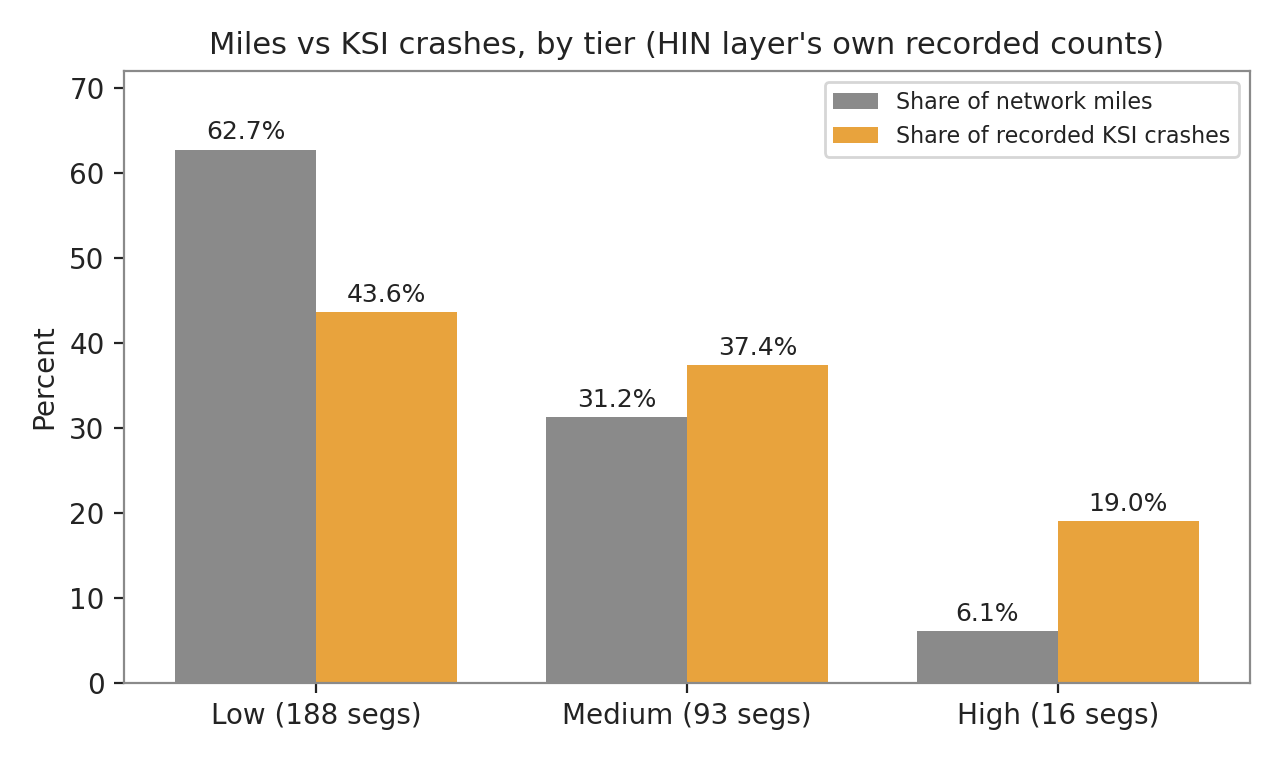 Miles vs KSI crashes, by tier (HIN layer's own recorded counts)
Share of network miles
Share of recorded KSI crashes
Percent
70
60
50
40
30
20
10
0
62.7%
43.6%
31.2%
37.4%
6.1%
19.0%
Low (188 segs)
Medium (93 segs)
High (16 segs)